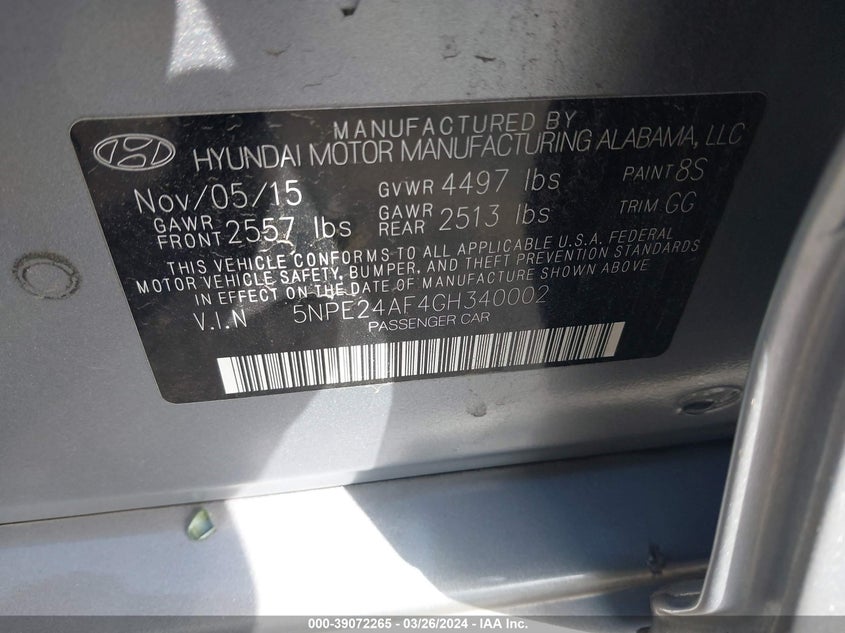 MANUFACTURED BY
HYUNDAI MOTOR MANUFACTURING ALABAMA, LLC
Nov/05/15 GVWR 4497 lbs PAINT 8S
GAWR FRONT 2557 lbs GAWR REAR 2513 lbs TRIM GG
THIS VEHICLE CONFORMS TO ALL APPLICABLE U.S.A. FEDERAL
MOTOR VEHICLE SAFETY, BUMPER, AND THEFT PREVENTION STANDARDS
IN EFFECT ON THE DATE OF MANUFACTURE SHOWN ABOVE
V.I.N 5NPE24AF4GH340002
PASSENGER CAR
000-39072265 - 03/26/2024 - IAA Inc.